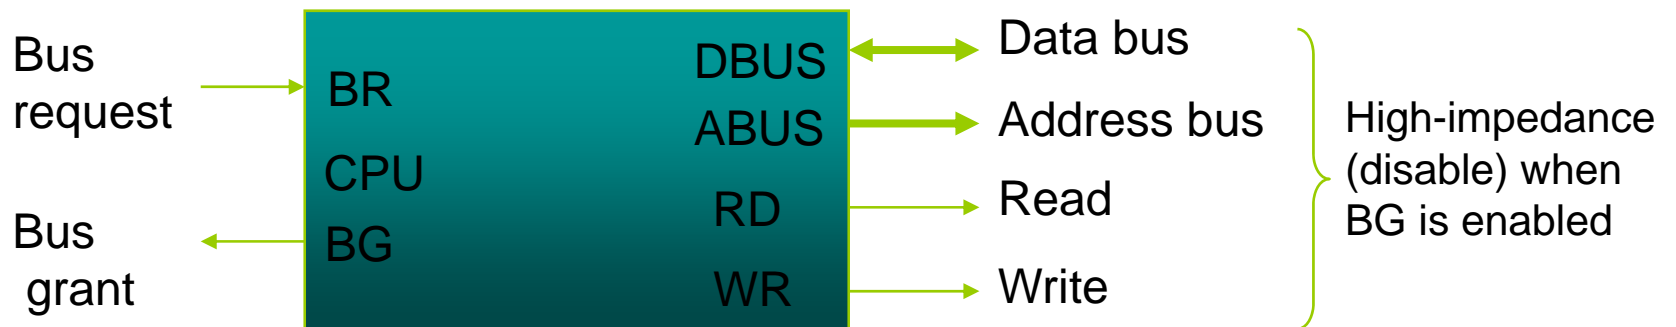 Bus
request
Bus
grant
BR
CPU
BG
DBUS
ABUS
RD
WR
Data bus
Address bus
Read
Write
High-impedance
(disable) when
BG is enabled